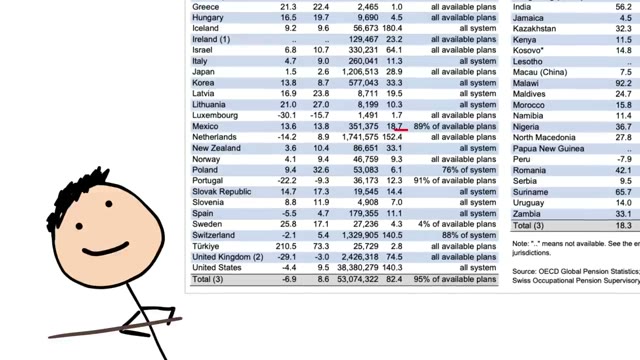 Greece 21.3 22.4 2,465 1.0 all available plans
Hungary 16.5 19.7 9,690 4.5 all available plans
Iceland 9.2 9.6 56,673 180.4 all system
Ireland (1) .. .. 129,467 23.2 all available plans
Israel 6.8 10.7 330,231 64.1 all available plans
Italy 4.7 9.0 260,041 11.3 all system
Japan 1.5 2.6 1,206,513 28.9 all available plans
Korea 13.8 8.7 577,043 33.3 all system
Latvia 16.9 23.8 8,711 19.5 all system
Lithuania 21.0 27.0 8,199 10.3 all system
Luxembourg -30.1 -15.7 1,491 1.7 all available plans
Mexico 13.6 13.8 351,375 18.7 89% of available plans
Netherlands -14.2 8.9 1,741,575 152.4 all available plans
New Zealand 3.6 10.4 86,651 33.1 all system
Norway 4.1 9.4 46,759 9.3 all available plans
Poland 9.4 32.6 53,083 6.1 76% of system
Portugal -22.2 -9.3 36,173 12.3 91% of available plans
Slovak Republic 14.7 17.3 19,545 14.4 all system
Slovenia 8.8 11.9 4,908 7.0 all system
Spain -5.5 4.7 179,355 11.1 all system
Sweden 25.8 17.1 27,236 4.3 4% of available plans
Switzerland -2.1 5.4 1,329,905 140.5 88% of system
Türkiye 210.5 73.3 25,729 2.8 all available plans
United Kingdom (2) -29.1 -3.0 2,426,318 74.5 all available plans
United States -4.4 9.5 38,380,279 140.3 all system
Total (3) -6.9 8.6 53,074,322 82.4 95% of available plans
India 56.2
Jamaica 4.5
Kazakhstan 32.3
Kenya 11.5
Kosovo* 14.8
Lesotho ..
Macau (China) 7.5
Malawi 92.2
Maldives 24.7
Morocco 15.8
Namibia 11.4
Nigeria 36.7
North Macedonia 27.8
Papua New Guinea ..
Peru -7.9
Romania 42.1
Serbia 9.5
Suriname 65.7
Uruguay 14.0
Zambia 33.1
Total (3) 18.3
Note: ".." means not available. See the
jurisdictions.
Source: OECD Global Pension Statistics;
Swiss Occupational Pension